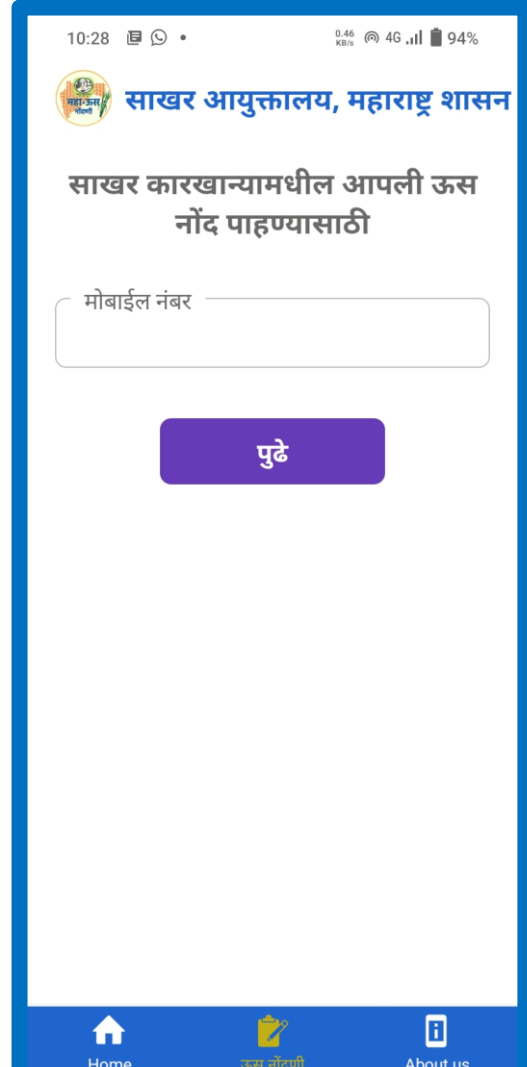 10:28
0.46 KB/s 4G 94%
महा-ऊस नोंदणी
साखर आयुक्तालय, महाराष्ट्र शासन
साखर कारखान्यामधील आपली ऊस
नोंद पाहण्यासाठी
मोबाईल नंबर
पुढे
Home ऊस नोंदणी About us